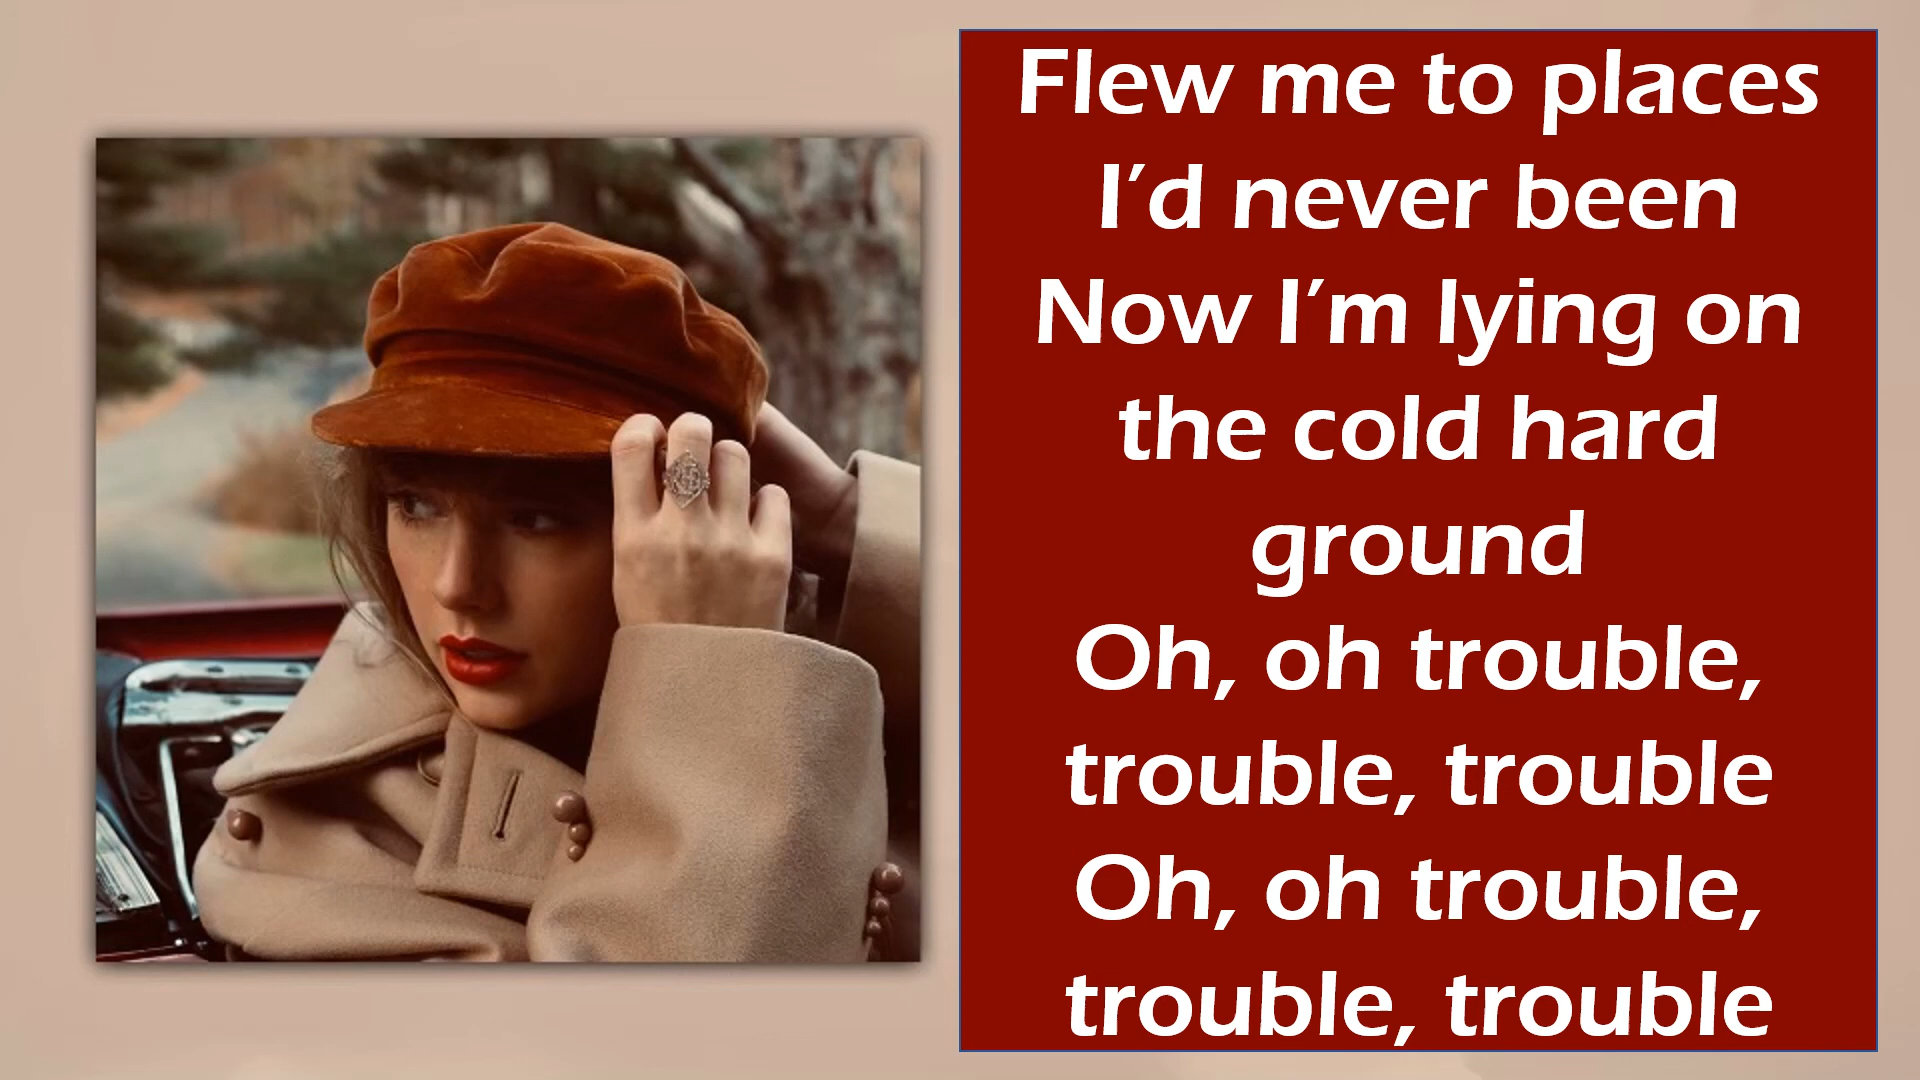 Flew me to places
I'd never been
Now I'm lying on
the cold hard
ground
Oh, oh trouble,
trouble, trouble
Oh, oh trouble,
trouble, trouble